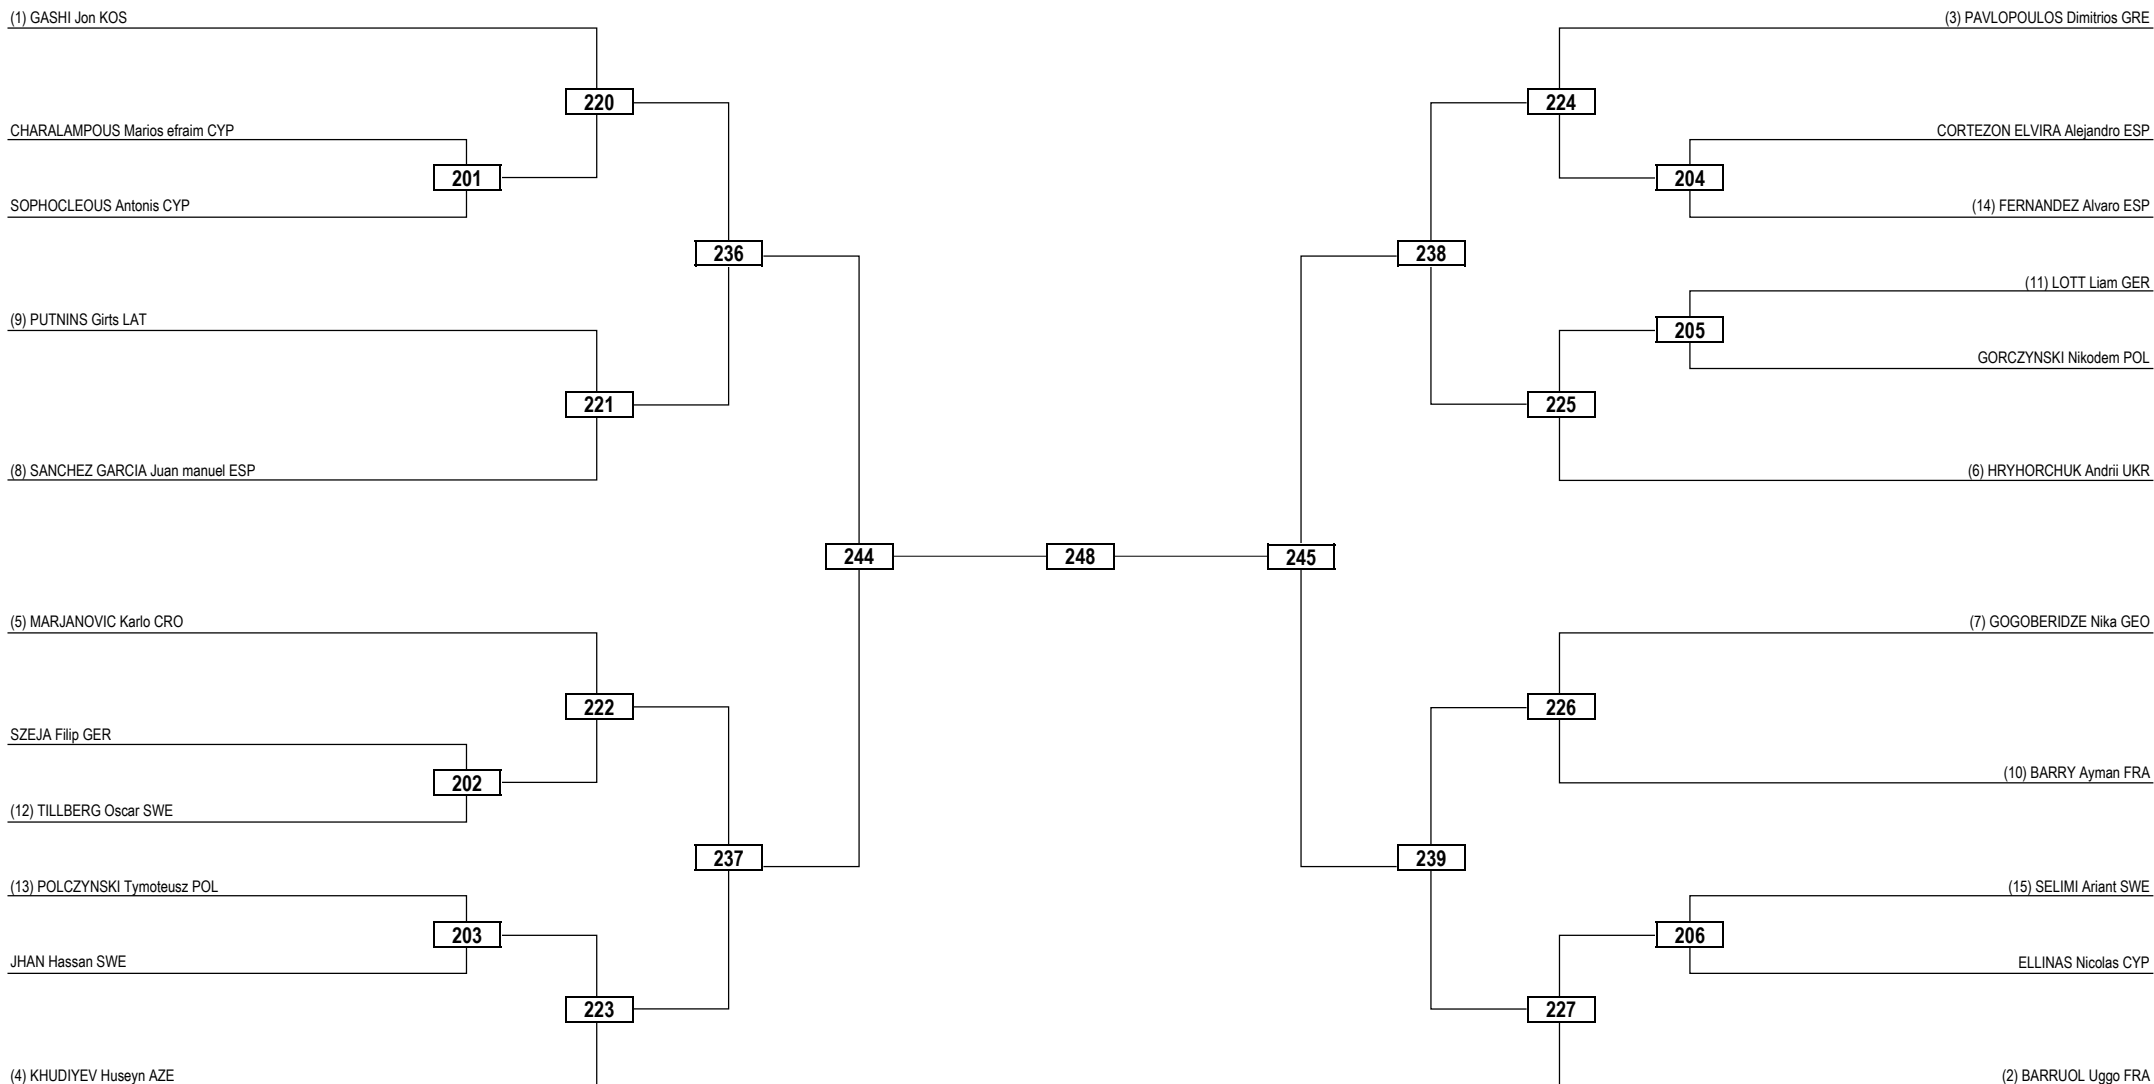 (1) GASHI Jon KOS
(3) PAVLOPOULOS Dimitrios GRE
220
224
CHARALAMPOUS Marios efraim CYP
CORTEZON ELVIRA Alejandro ESP
201
204
SOPHOCLEOUS Antonis CYP
(14) FERNANDEZ Alvaro ESP
236
238
(11) LOTT Liam GER
(9) PUTNINS Girts LAT
205
GORCZYNSKI Nikodem POL
221
225
(8) SANCHEZ GARCIA Juan manuel ESP
(6) HRYHORCHUK Andrii UKR
244
248
245
(5) MARJANOVIC Karlo CRO
(7) GOGOBERIDZE Nika GEO
222
226
SZEJA Filip GER
202
(10) BARRY Ayman FRA
(12) TILLBERG Oscar SWE
237
239
(13) POLCZYNSKI Tymoteusz POL
(15) SELIMI Ariant SWE
203
206
JHAN Hassan SWE
ELLINAS Nicolas CYP
223
227
(4) KHUDIYEV Huseyn AZE
(2) BARRUOL Uggo FRA